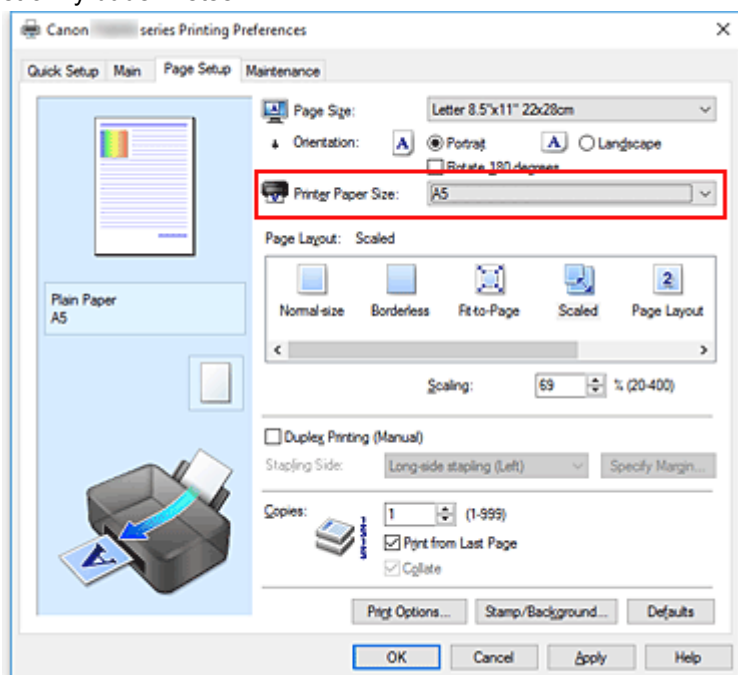 Canon series Printing Preferences
Quick Setup Main Page Setup Maintenance
Page Size: Letter 8.5"x11" 22x28cm
Orientation: A Portrait A Landscape
Rotate 180 degrees
Printer Paper Size: A5
Page Layout: Scaled
Normal-size Borderless Fit-to-Page Scaled Page Layout
Plain Paper
A5
Scaling: 69 % (20-400)
Duplex Printing (Manual)
Stapling Side: Long-side stapling (Left) Specify Margin...
Copies: 1 (1-999)
Print from Last Page
Collate
Print Options... Stamp/Background... Defaults
OK Cancel Apply Help